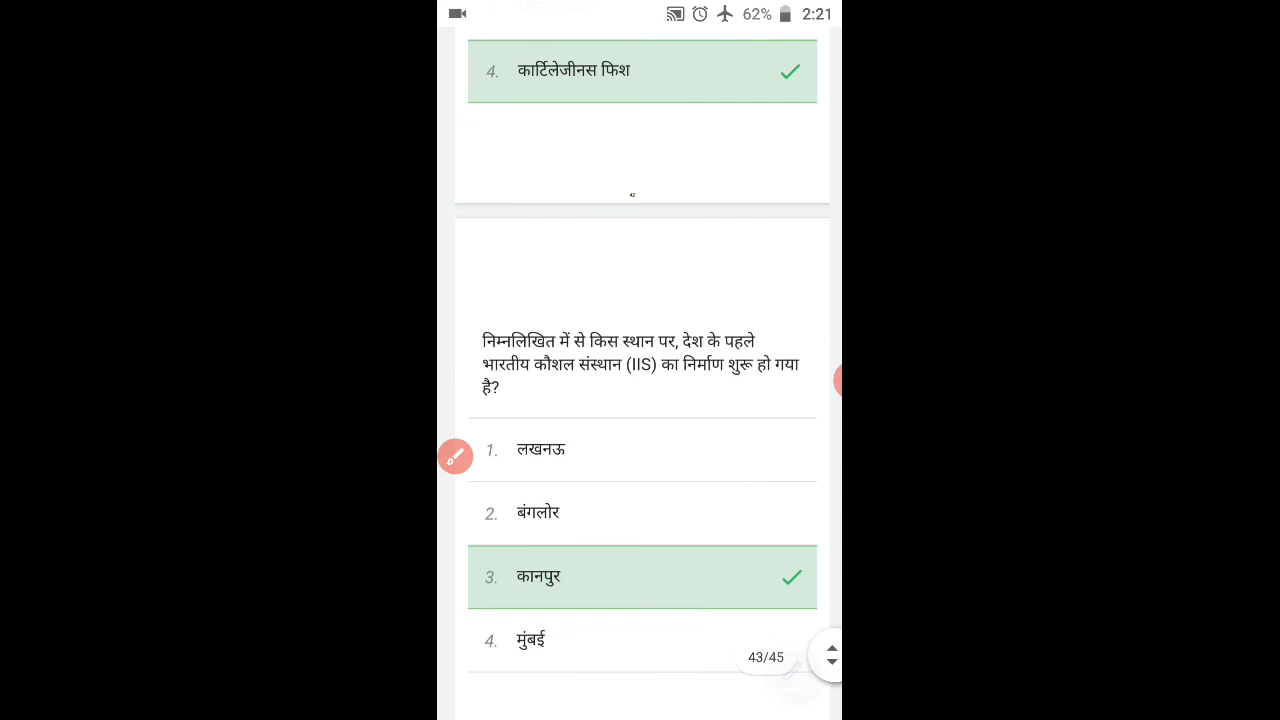 62% 2:21
4. कार्टिलेजीनस फिश
42
निम्नलिखित में से किस स्थान पर, देश के पहले
भारतीय कौशल संस्थान (IIS) का निर्माण शुरू हो गया
है?
1. लखनऊ
2. बंगलोर
3. कानपुर
4. मुंबई
43/45